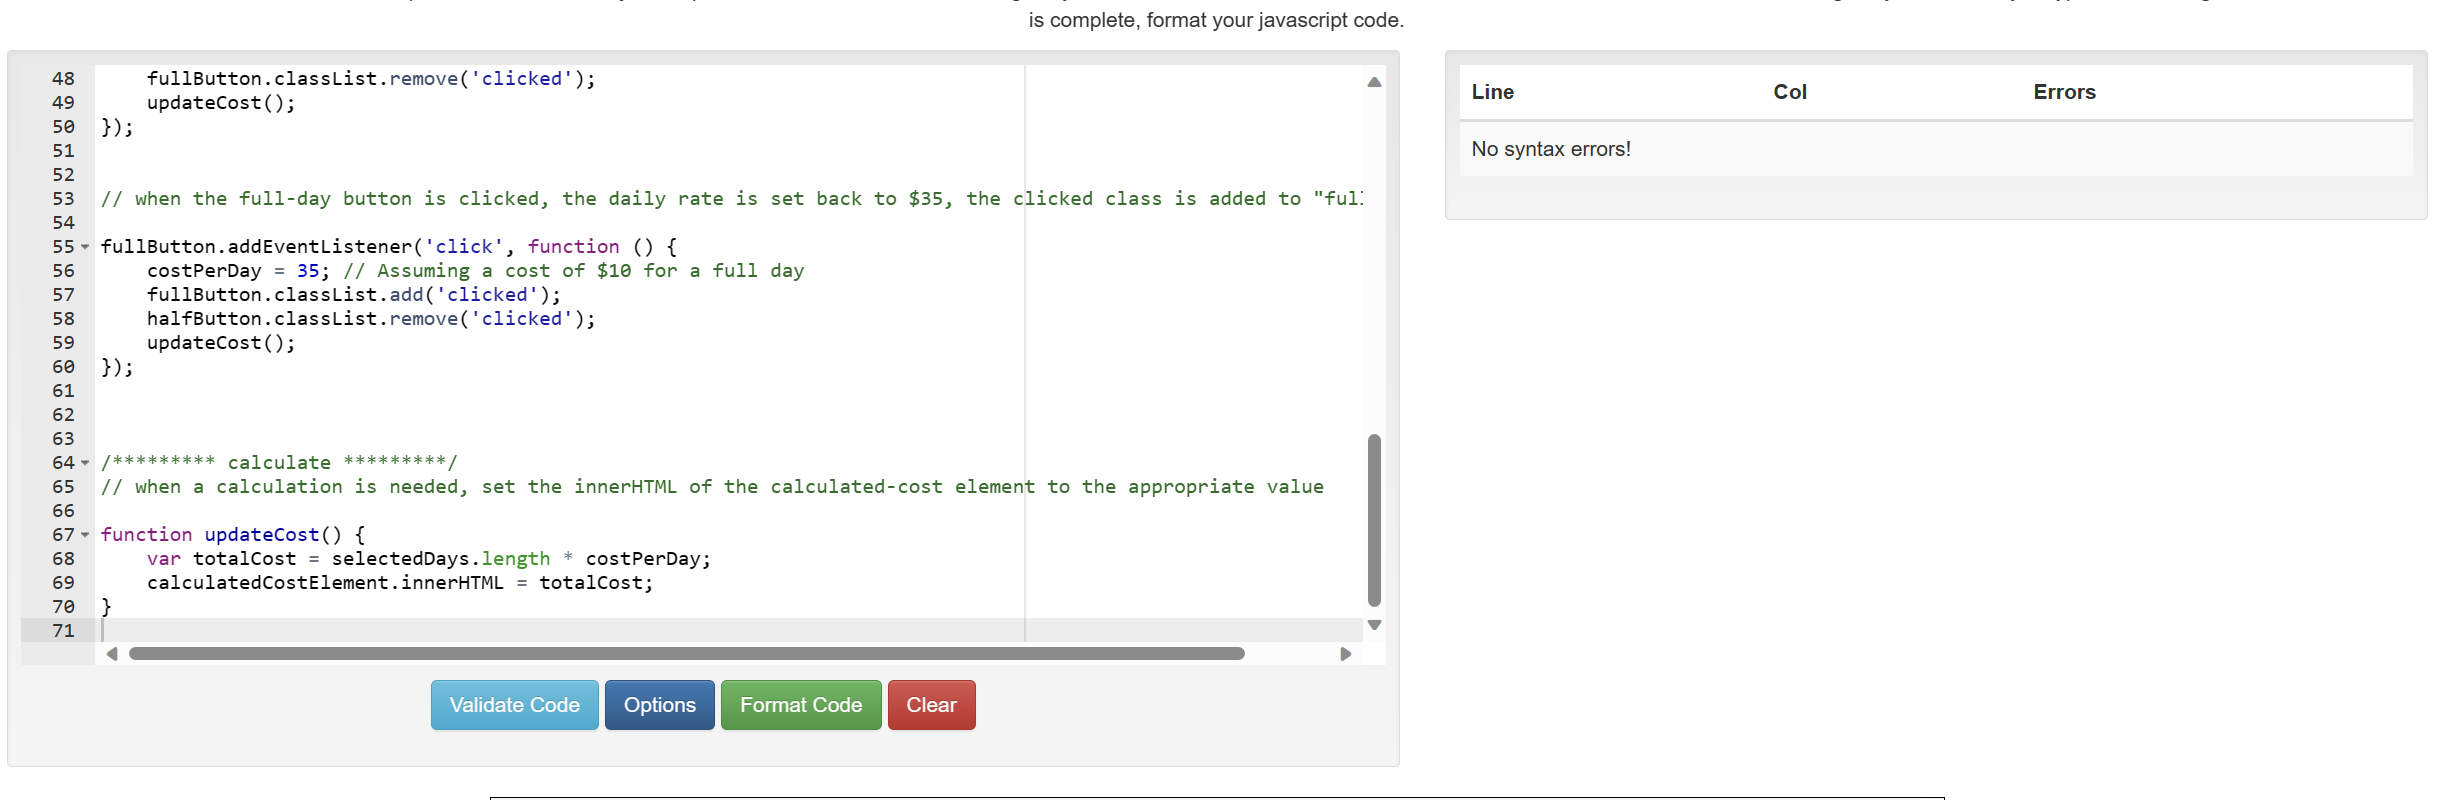 is complete, format your javascript code.
48 fullButton.classList.remove('clicked');
49 updateCost();
50 });
51
52
53 // when the full-day button is clicked, the daily rate is set back to $35, the clicked class is added to "full
54
55 fullButton.addEventListener('click', function () {
56 costPerDay = 35; // Assuming a cost of $10 for a full day
57 fullButton.classList.add('clicked');
58 halfButton.classList.remove('clicked');
59 updateCost();
60 });
61
62
63
64 /********* calculate *********/
65 // when a calculation is needed, set the innerHTML of the calculated-cost element to the appropriate value
66
67 function updateCost() {
68 var totalCost = selectedDays.length * costPerDay;
69 calculatedCostElement.innerHTML = totalCost;
70 }
71
Validate Code Options Format Code Clear
Line Col Errors
No syntax errors!